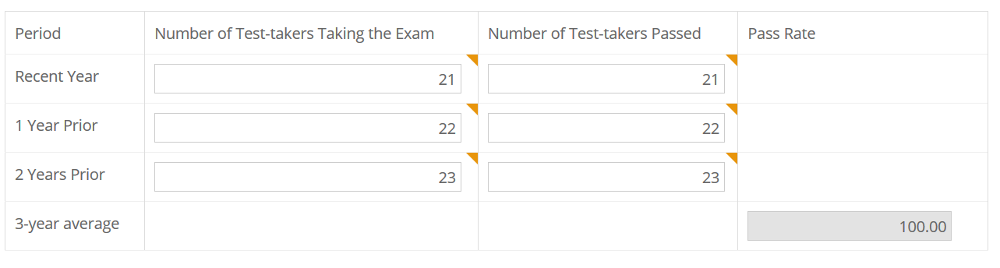 Period Number of Test-takers Taking the Exam Number of Test-takers Passed Pass Rate
Recent Year 21 21
1 Year Prior 22 22
2 Years Prior 23 23
3-year average 100.00